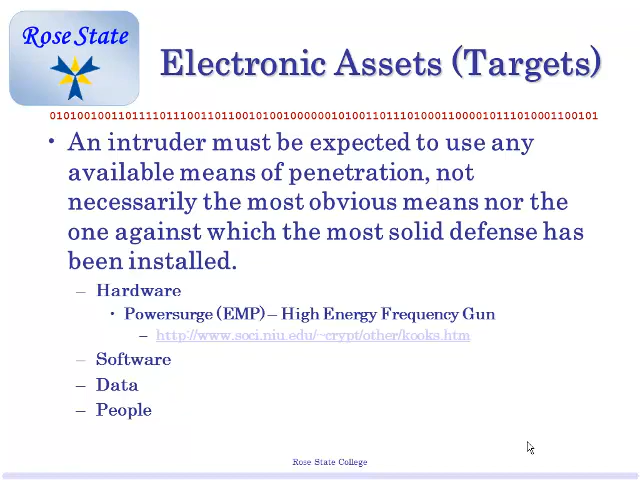 Rose State
Electronic Assets (Targets)
0101001001101111011100110110010100100000010100110111010001100001011101000110​0101
• An intruder must be expected to use any
available means of penetration, not
necessarily the most obvious means nor the
one against which the most solid defense has
been installed.
– Hardware
• Powersurge (EMP) – High Energy Frequency Gun
– http://www.soci.niu.edu/~crypt/other/kooks.htm
– Software
– Data
– People
Rose State College